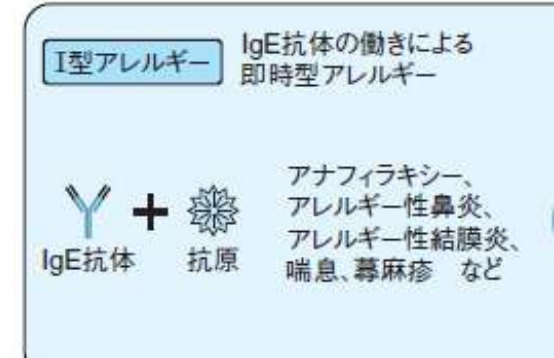 I型アレルギー
IgE抗体の働きによる
即時型アレルギー
IgE抗体
抗原
アナフィラキシー、
アレルギー性鼻炎、
アレルギー性結膜炎、
喘息、蕁麻疹 など